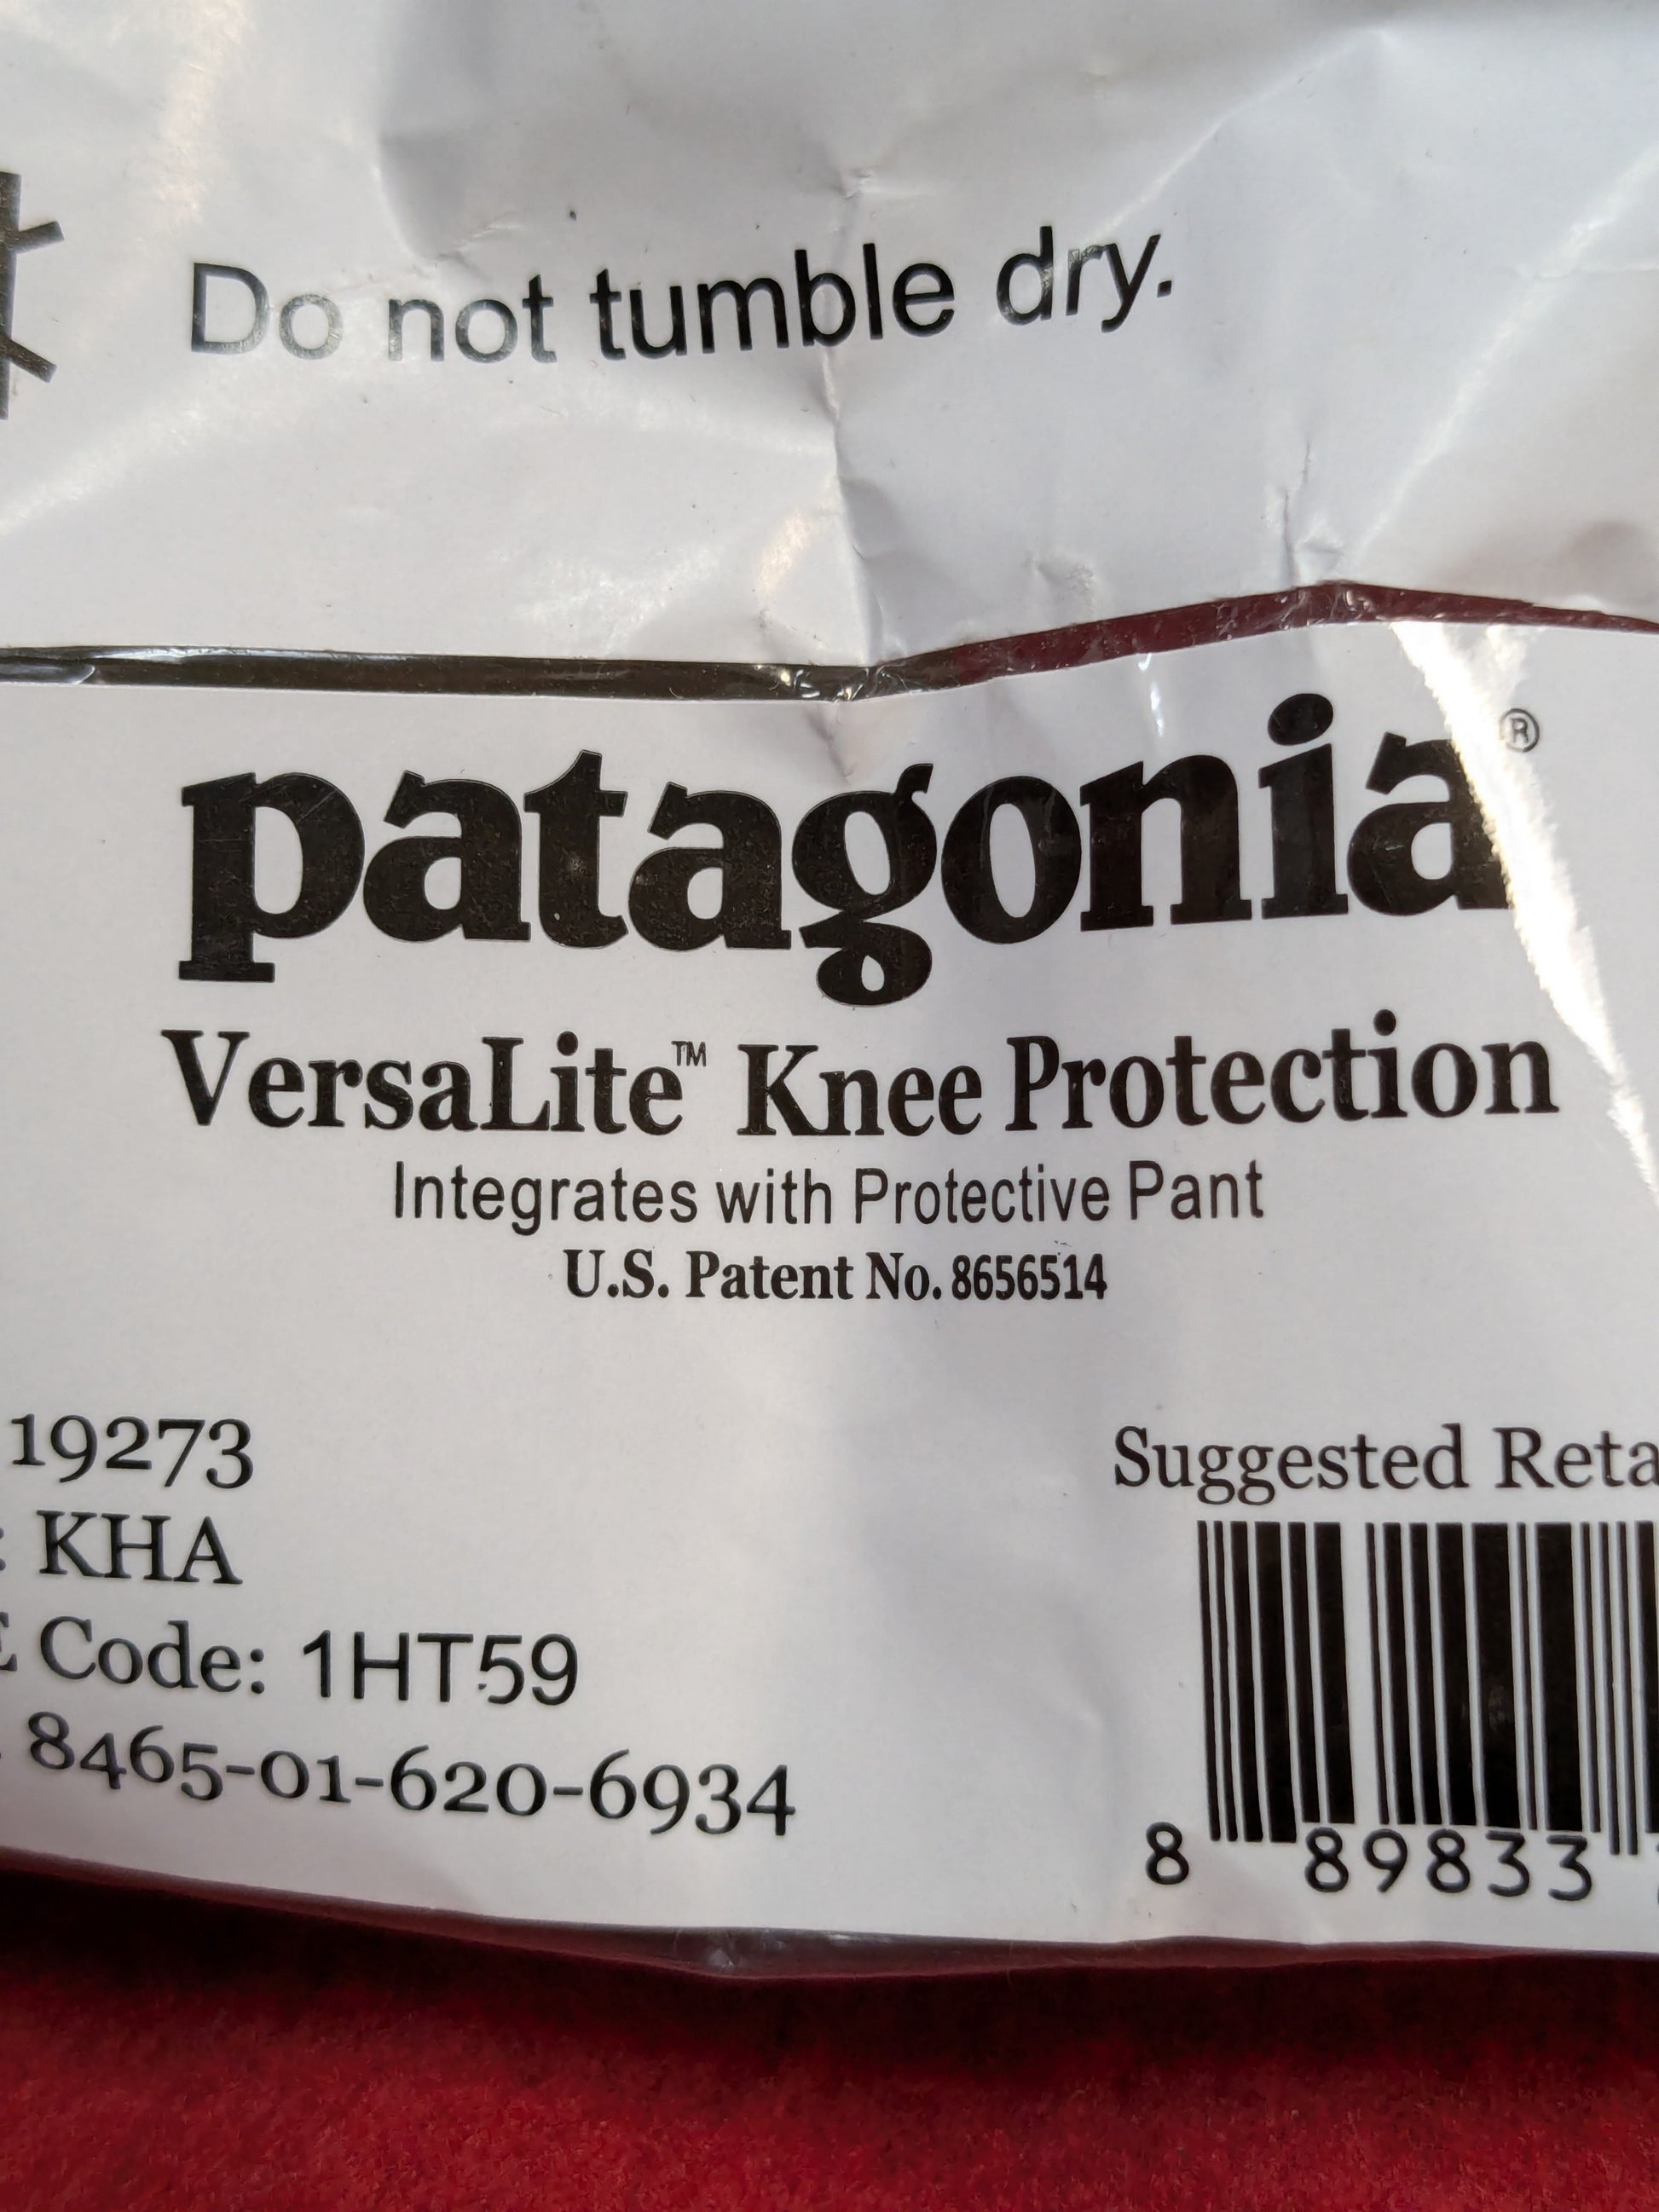 Do not tumble dry.
patagonia®
VersaLite™ Knee Protection
Integrates with Protective Pant
U.S. Patent No. 8656514
19273
: KHA
E Code: 1HT59
8465-01-620-6934
Suggested Reta
8 89833